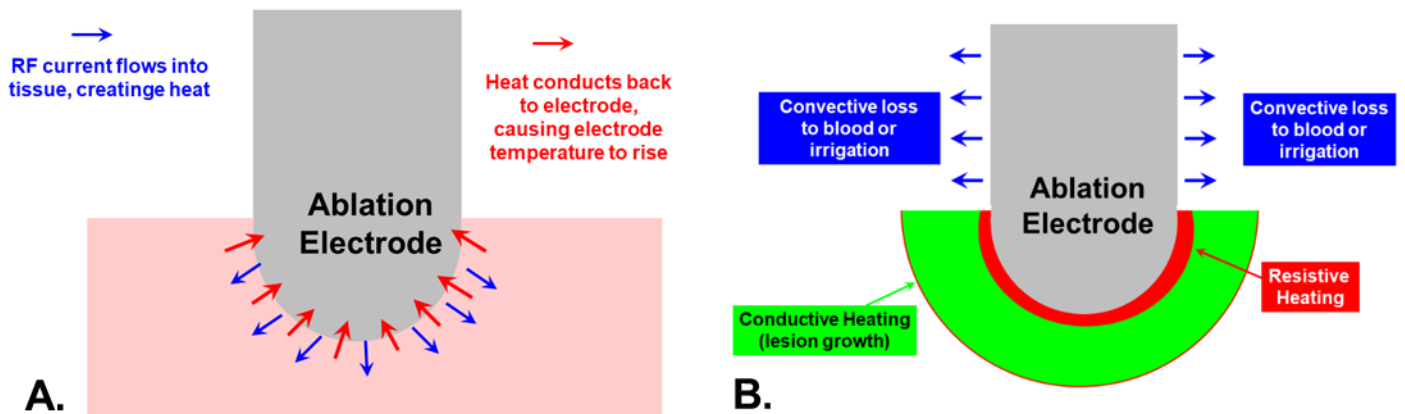 RF current flows into
tissue, creatinge heat
Heat conducts back
to electrode,
causing electrode
temperature to rise
Ablation
Electrode
A.
Convective loss
to blood or
irrigation
Convective loss
to blood or
irrigation
Ablation
Electrode
Resistive
Heating
Conductive Heating
(lesion growth)
B.